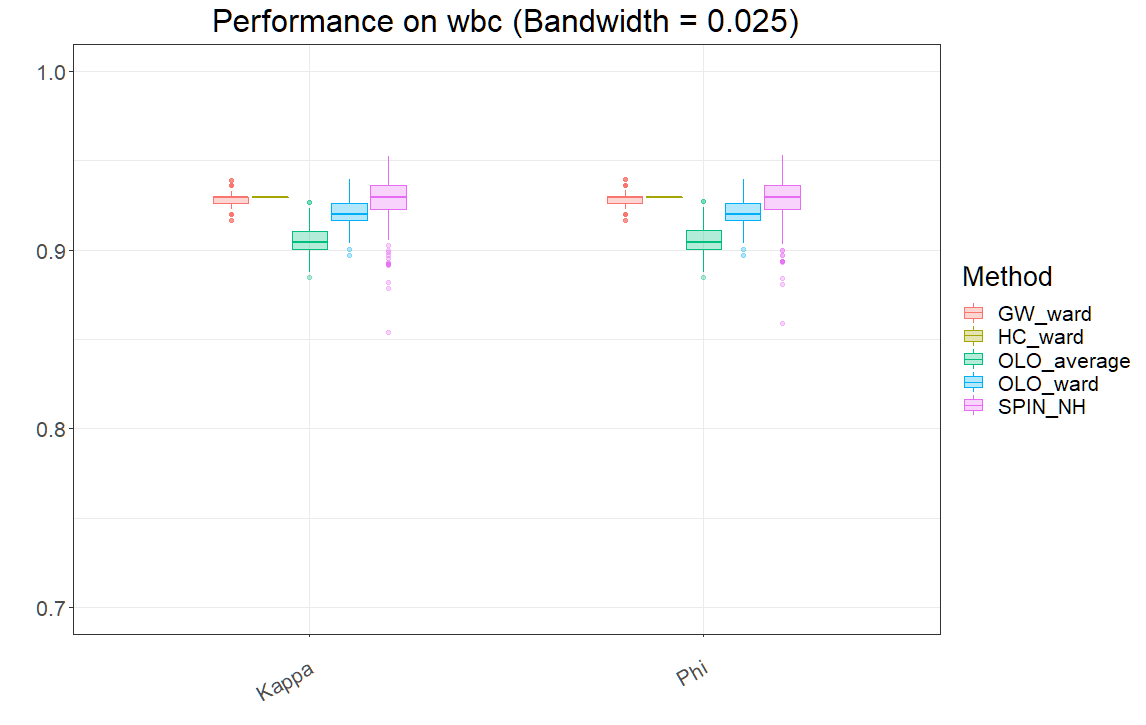 Performance on wbc (Bandwidth = 0.025)
1.0
0.9
0.8
0.7
Kappa
Phi
Method
GW_ward
HC_ward
OLO_average
OLO_ward
SPIN_NH